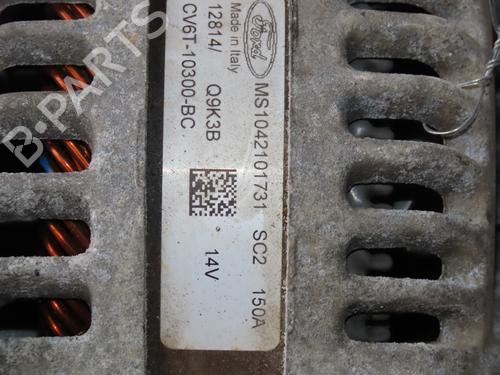 Ford
Made in Italy
MS1042101731 SC2 150A
12814/ Q9K3B 14V
CV6T-10300-BC
B-PARTS